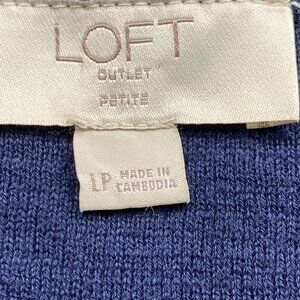 LOFT
OUTLET
PETITE
LP MADE IN
CAMBODIA